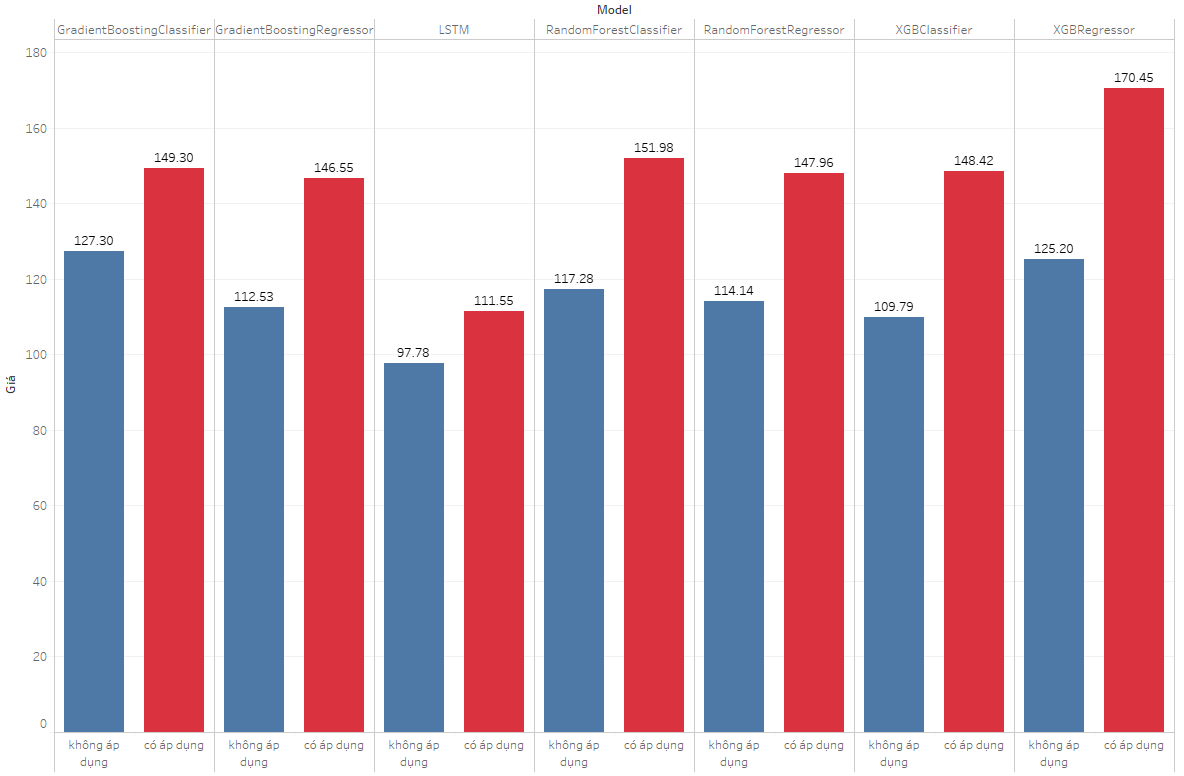 Model
GradientBoostingClassifier GradientBoostingRegressor LSTM RandomForestClassifier RandomForestRegressor XGBClassifier XGBRegressor
180
160
140
120
100
80
60
40
20
0
Giá
127.30 149.30 112.53 146.55 97.78 111.55 117.28 151.98 114.14 147.96 109.79 148.42 125.20 170.45
không áp có áp dụng không áp có áp dụng không áp có áp dụng không áp có áp dụng không áp có áp dụng không áp có áp dụng không áp có áp dụng
dụng dụng dụng dụng dụng dụng dụng